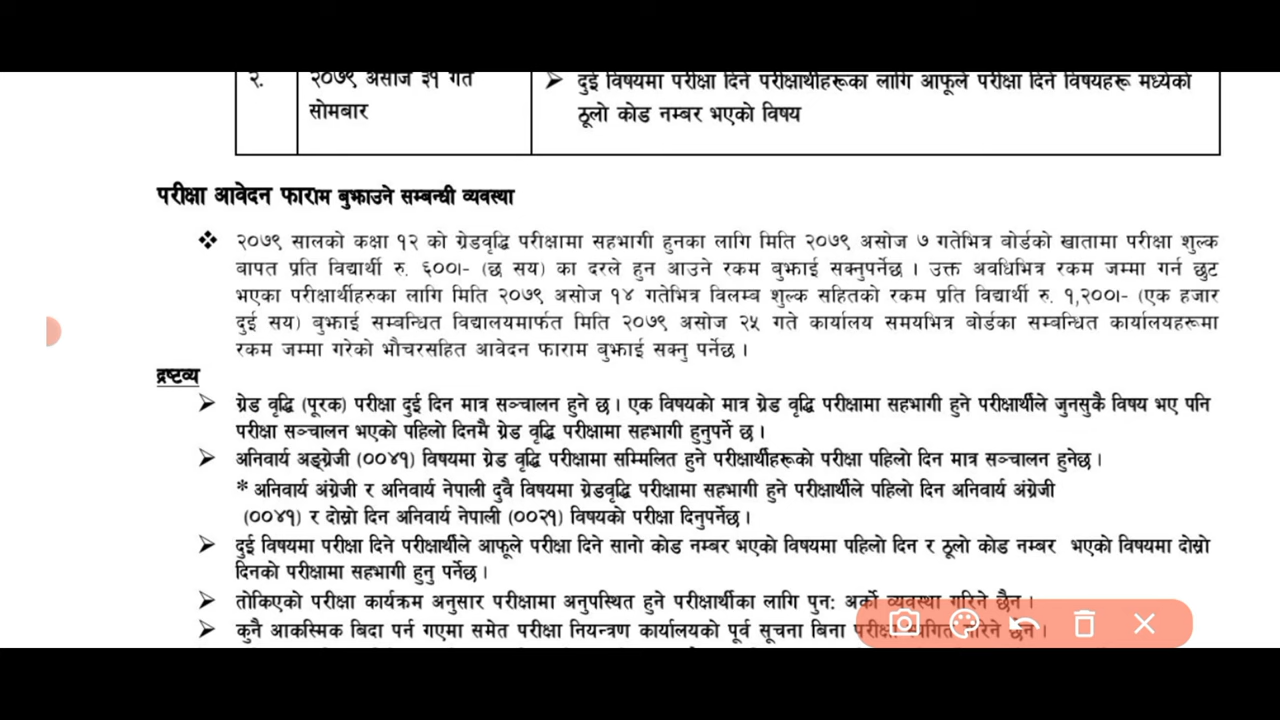 २. २०७९ असोज ३१ गते ➢ दुई विषयमा परीक्षा दिने परीक्षार्थीहरूका लागि आफूले परीक्षा दिने विषयहरू मध्येको
सोमबार ठूलो कोड नम्बर भएको विषय
परीक्षा आवेदन फाराम बुझाउने सम्बन्धी व्यवस्था
❖ २०७९ सालको कक्षा १२ को ग्रेडवृद्धि परीक्षामा सहभागी हुनका लागि मिति २०७९ असोज ७ गतेभित्र बोर्डको खातामा परीक्षा शुल्क
बापत प्रति विद्यार्थी रु. ६००।- (छ सय) का दरले हुन आउने रकम बुझाई सक्नुपर्नेछ । उक्त अवधिभित्र रकम जम्मा गर्न छुट
भएका परीक्षार्थीहरुका लागि मिति २०७९ असोज १४ गतेभित्र विलम्ब शुल्क सहितको रकम प्रति विद्यार्थी रु. १,२००।- (एक हजार
दुई सय) बुझाई सम्बन्धित विद्यालयमार्फत मिति २०७९ असोज २५ गते कार्यालय समयभित्र बोर्डका सम्बन्धित कार्यालयहरूमा
रकम जम्मा गरेको भौचरसहित आवेदन फाराम बुझाई सक्नु पर्नेछ ।
द्रष्टव्य
➢ ग्रेड वृद्धि (पूरक) परीक्षा दुई दिन मात्र सञ्चालन हुने छ । एक विषयको मात्र ग्रेड वृद्धि परीक्षामा सहभागी हुने परीक्षार्थीले जुनसुकै विषय भए पनि
परीक्षा सञ्चालन भएको पहिलो दिनमै ग्रेड वृद्धि परीक्षामा सहभागी हुनुपर्ने छ ।
➢ अनिवार्य अङ्ग्रेजी (००४१) विषयमा ग्रेड वृद्धि परीक्षामा सम्मिलित हुने परीक्षार्थीहरूको परीक्षा पहिलो दिन मात्र सञ्चालन हुनेछ ।
* अनिवार्य अंग्रेजी र अनिवार्य नेपाली दुवै विषयमा ग्रेडवृद्धि परीक्षामा सहभागी हुने परीक्षार्थीले पहिलो दिन अनिवार्य अंग्रेजी
(००४१) र दोस्रो दिन अनिवार्य नेपाली (००२१) विषयको परीक्षा दिनुपर्नेछ ।
➢ दुई विषयमा परीक्षा दिने परीक्षार्थीले आफूले परीक्षा दिने सानो कोड नम्बर भएको विषयमा पहिलो दिन र ठूलो कोड नम्बर भएको विषयमा दोस्रो
दिनको परीक्षामा सहभागी हुनु पर्नेछ ।
➢ तोकिएको परीक्षा कार्यक्रम अनुसार परीक्षामा अनुपस्थित हुने परीक्षार्थीका लागि पुन: अर्को व्यवस्था गरिने छैन ।
➢ कुनै आकस्मिक बिदा पर्न गएमा समेत परीक्षा नियन्त्रण कार्यालयको पूर्व सूचना बिना परीक्षा स्थगित गरिने छैन ।